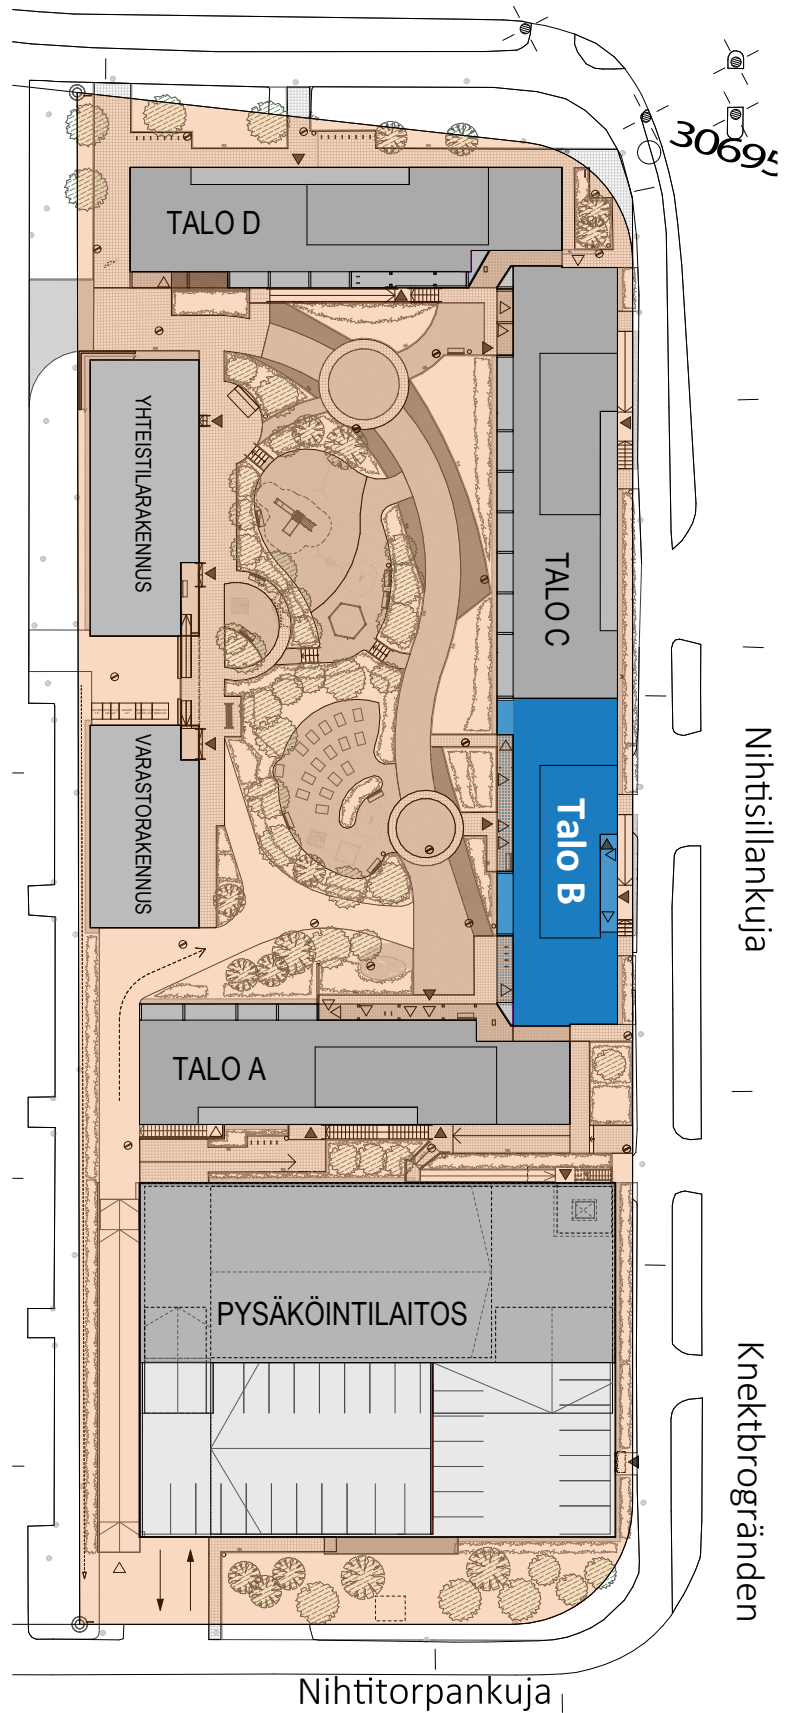 30695
TALO D
YHTEISTILARAKENNUS
TALO C
Nihtisillankuja
VARASTORAKENNUS
Talo B
TALO A
PYSÄKÖINTILAITOS
Knektbrogränden
Nihtitorpankuja